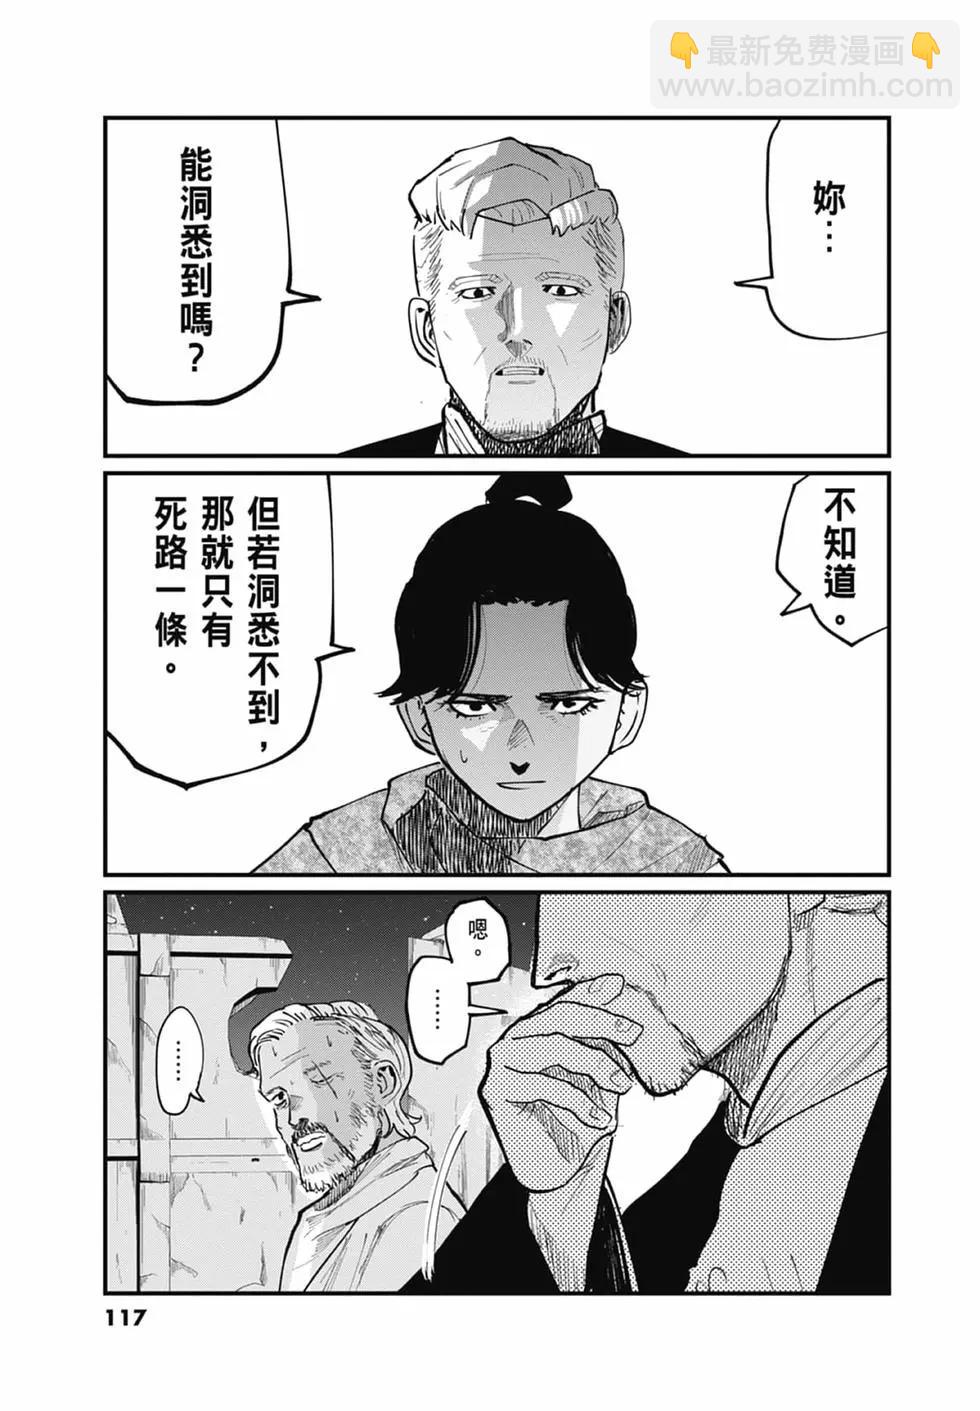 👇最新免费漫画👇
www.baozimh.com
妳…
能洞悉到嗎？
不知道。
但若洞悉不到，
那就只有
死路一條。
嗯。
……
……
117